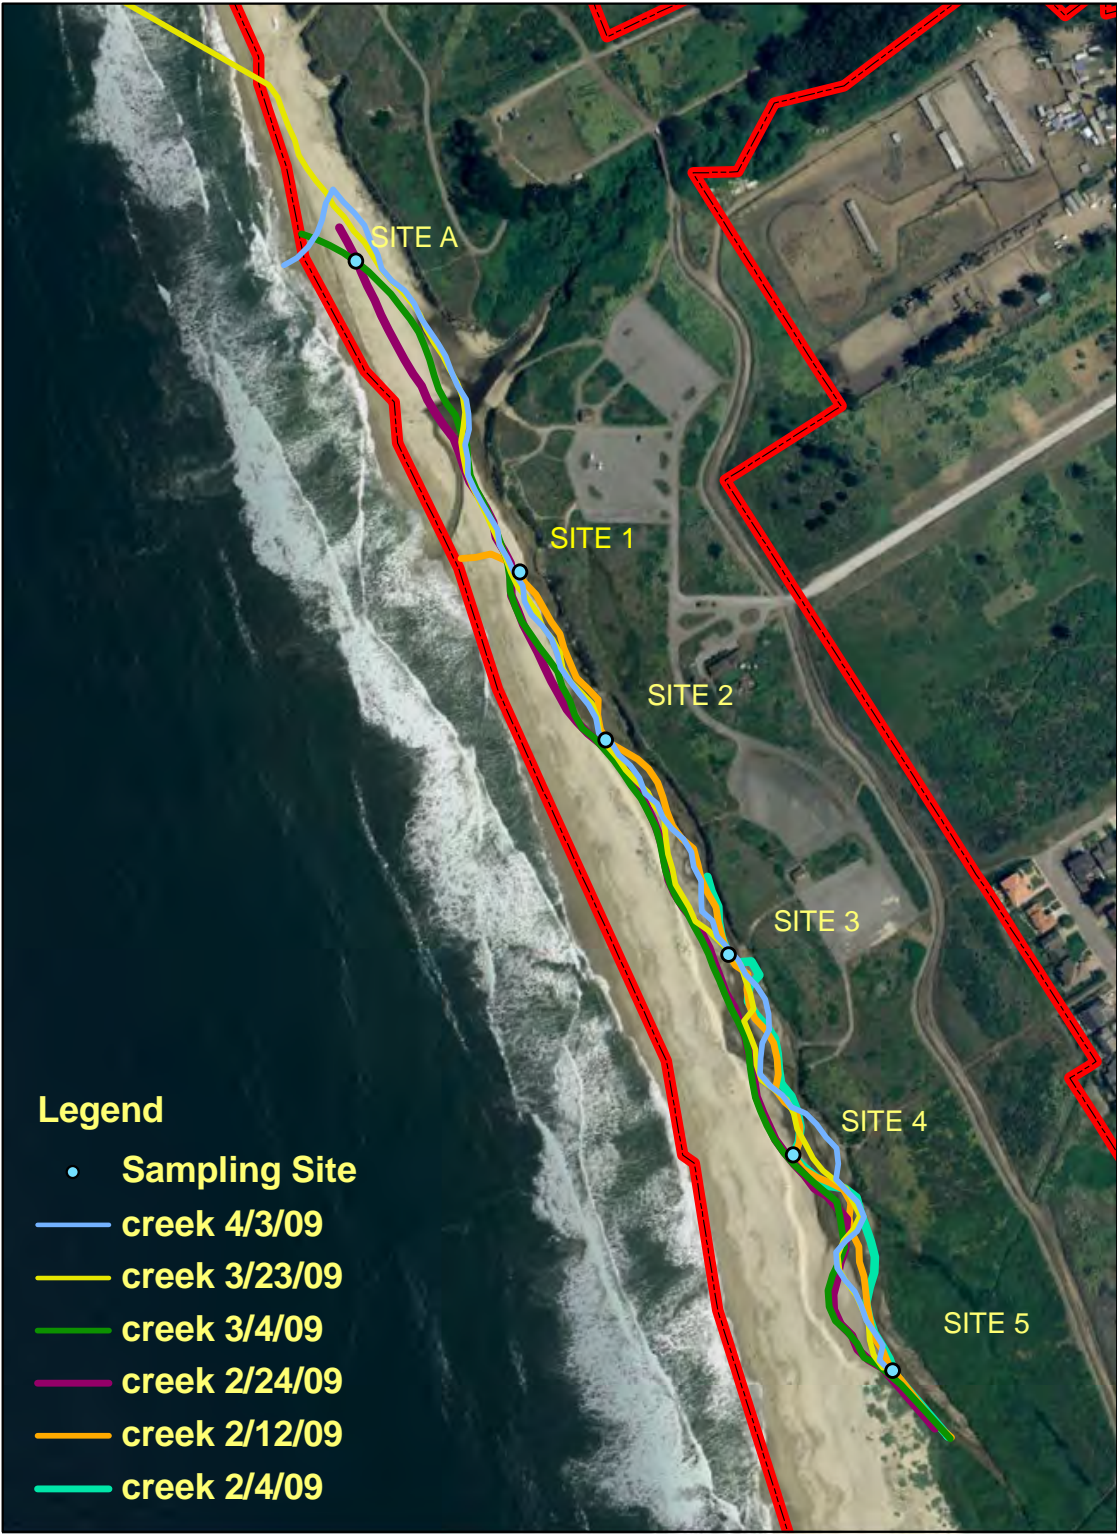 SITE A
SITE 1
SITE 2
SITE 3
SITE 4
SITE 5
Legend
Sampling Site
creek 4/3/09
creek 3/23/09
creek 3/4/09
creek 2/24/09
creek 2/12/09
creek 2/4/09